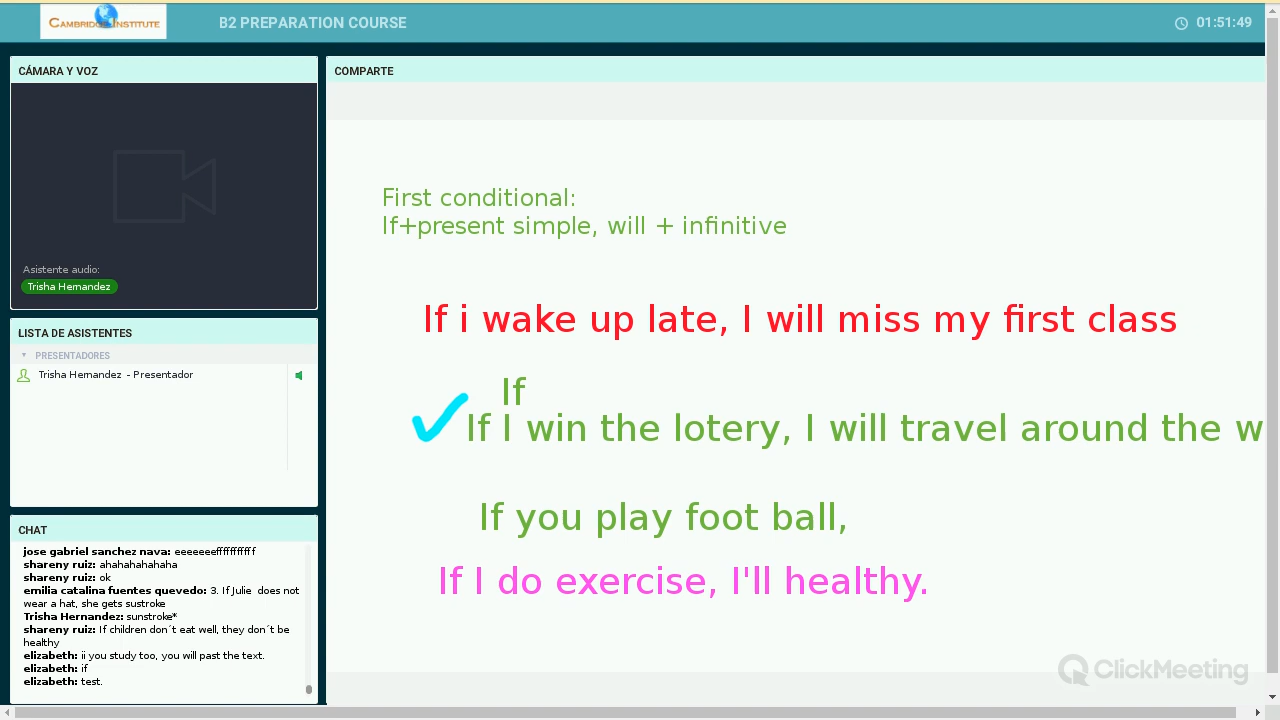 CAMBRIDGE INSTITUTE
B2 PREPARATION COURSE
01:51:49
CÁMARA Y VOZ
Asistente audio:
Trisha Hernandez
LISTA DE ASISTENTES
PRESENTADORES
Trisha Hernandez - Presentador
CHAT
jose gabriel sanchez nava: eeeeeeeffffffffffff
shareny ruiz: ahahahahahaha
shareny ruiz: ok
emilia catalina fuentes quevedo: 3. If Julie does not
wear a hat, she gets sustroke
Trisha Hernandez: sunstroke*
shareny ruiz: If children don´t eat well, they don´t be
healthy
elizabeth: ii you study too, you will past the text.
elizabeth: if
elizabeth: test.
COMPARTE
First conditional:
If+present simple, will + infinitive
If i wake up late, I will miss my first class
If
If I win the lotery, I will travel around the w
If you play foot ball,
If I do exercise, I'll healthy.
ClickMeeting